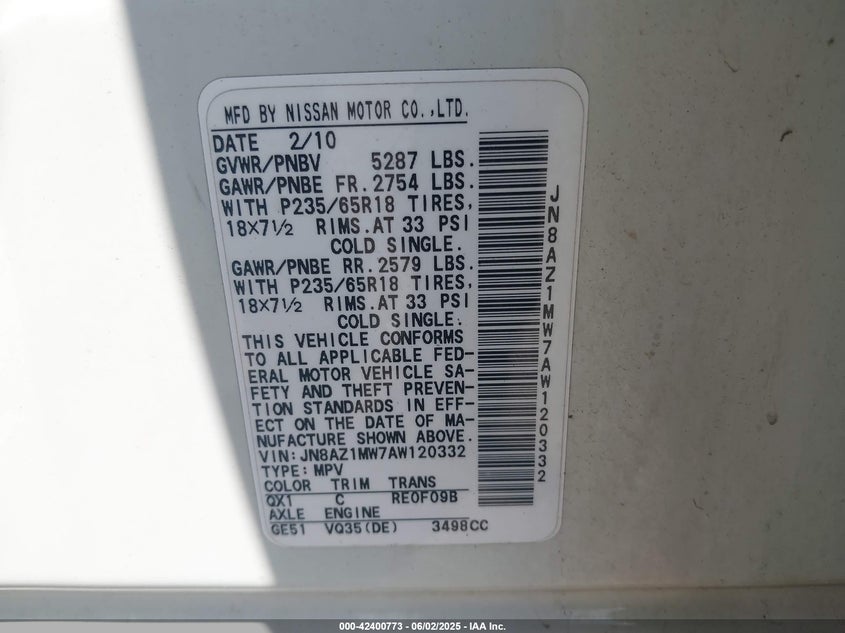 MFD BY NISSAN MOTOR CO.,LTD.
DATE 2/10
GVWR/PNBV 5287 LBS.
GAWR/PNBE FR.2754 LBS.
WITH P235/65R18 TIRES,
18×7½ RIMS.AT 33 PSI
COLD SINGLE.
GAWR/PNBE RR.2579 LBS.
WITH P235/65R18 TIRES,
18×7½ RIMS.AT 33 PSI
COLD SINGLE.
THIS VEHICLE CONFORMS
TO ALL APPLICABLE FED-
ERAL MOTOR VEHICLE SA-
FETY AND THEFT PREVEN-
TION STANDARDS IN EFF-
ECT ON THE DATE OF MA-
NUFACTURE SHOWN ABOVE.
VIN:JN8AZ1MW7AW120332
TYPE:MPV
COLOR TRIM TRANS
QX1 C RE0F09B
AXLE ENGINE
GE51 VQ35(DE) 3498CC
JN8AZ1MW7AW120332
000-42400773 - 06/02/2025 - IAA Inc.